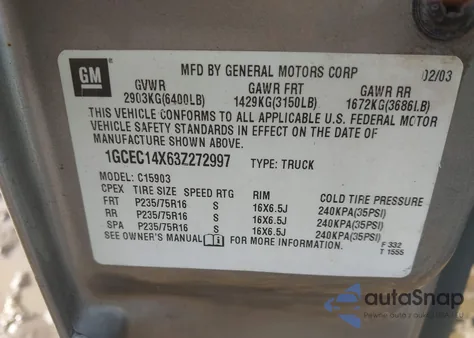 GM
MFD BY GENERAL MOTORS CORP 02/03
GVWR GAWR FRT GAWR RR
2903KG(6400LB) 1429KG(3150LB) 1672KG(3686LB)
THIS VEHICLE CONFORMS TO ALL APPLICABLE U.S. FEDERAL MOTOR
VEHICLE SAFETY STANDARDS IN EFFECT ON THE DATE OF
MANUFACTURE SHOWN ABOVE.
1GCEC14X63Z272997 TYPE: TRUCK
MODEL: C15903
CPEX TIRE SIZE SPEED RTG RIM COLD TIRE PRESSURE
FRT P235/75R16 S 16X6.5J 240KPA(35PSI)
RR P235/75R16 S 16X6.5J 240KPA(35PSI)
SPA P235/75R16 S 16X6.5J 240KPA(35PSI)
SEE OWNER'S MANUAL FOR MORE INFORMATION F 332
T 1555
autoSnap